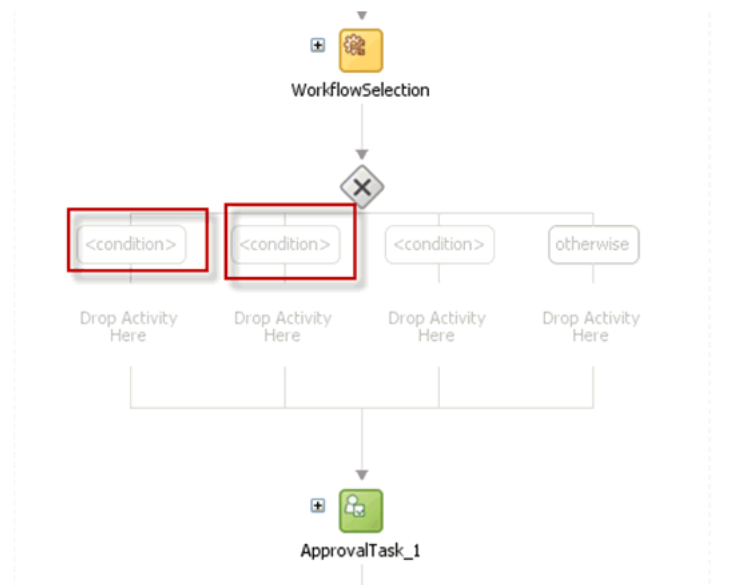 WorkflowSelection
<condition>
<condition>
<condition>
otherwise
Drop Activity
Here
Drop Activity
Here
Drop Activity
Here
Drop Activity
Here
ApprovalTask_1